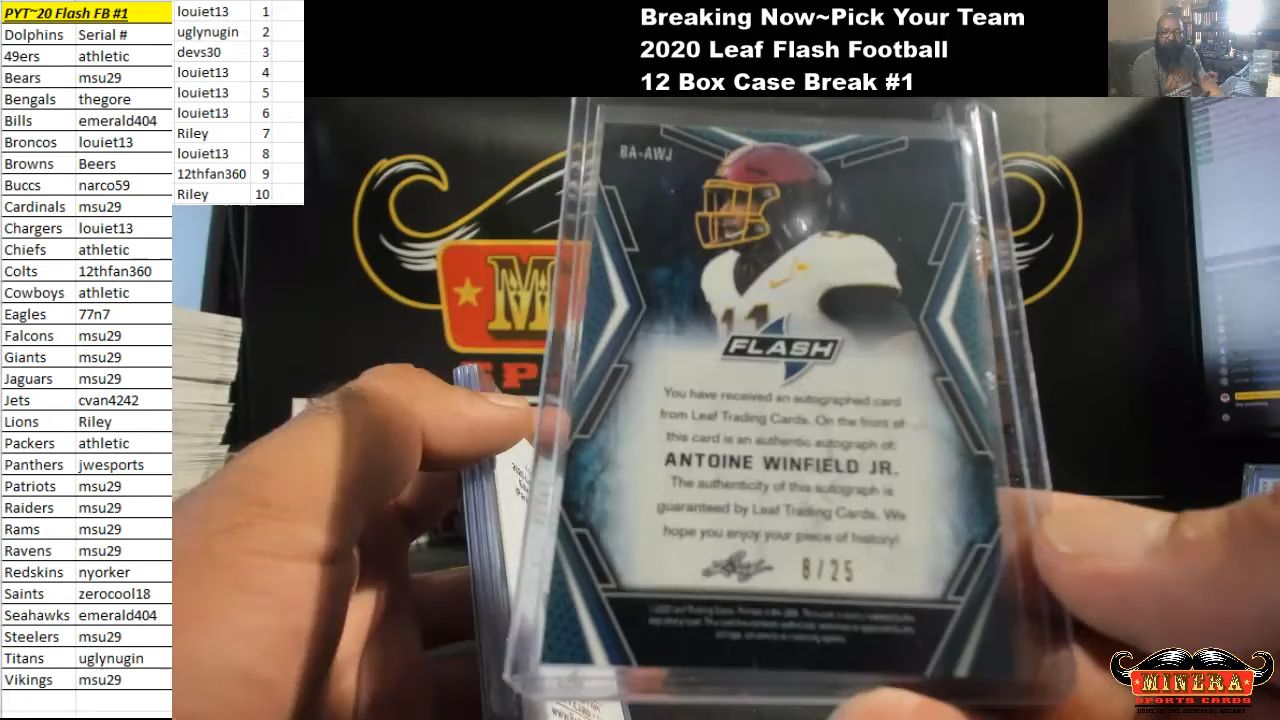 PYT~20 Flash FB #1
Dolphins Serial #
49ers athletic
Bears msu29
Bengals thegore
Bills emerald404
Broncos louiet13
Browns Beers
Buccs narco59
Cardinals msu29
Chargers louiet13
Chiefs athletic
Colts 12thfan360
Cowboys athletic
Eagles 77n7
Falcons msu29
Giants msu29
Jaguars msu29
Jets cvan4242
Lions Riley
Packers athletic
Panthers jwesports
Patriots msu29
Raiders msu29
Rams msu29
Ravens msu29
Redskins nyorker
Saints zerocool18
Seahawks emerald404
Steelers msu29
Titans uglynugin
Vikings msu29
louiet13 1
uglynugin 2
devs30 3
louiet13 4
louiet13 5
louiet13 6
Riley 7
louiet13 8
12thfan360 9
Riley 10
Breaking Now~Pick Your Team
2020 Leaf Flash Football
12 Box Case Break #1
BA-AWJ
11
FLASH
You have received an autographed card
from Leaf Trading Cards. On the front of
this card is an authentic autograph of:
ANTOINE WINFIELD JR.
The authenticity of this autograph is
guaranteed by Leaf Trading Cards. We
hope you enjoy your piece of history!
Leaf
8/25
M
SP
MINERA
SPORTS CARDS